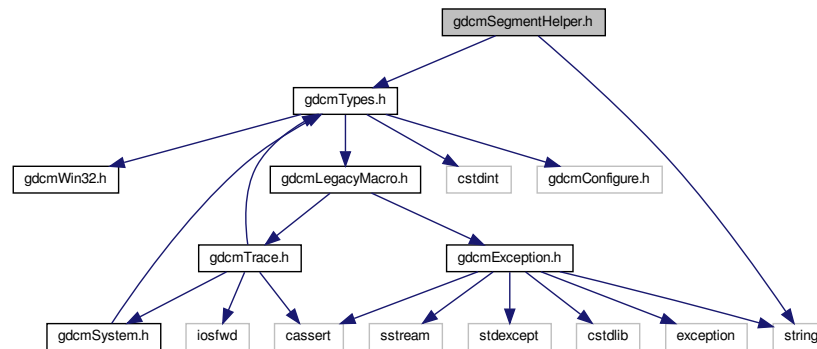 gdcmSegmentHelper.h
gdcmTypes.h
gdcmWin32.h
gdcmLegacyMacro.h
cstdint
gdcmConfigure.h
gdcmTrace.h
gdcmException.h
gdcmSystem.h
iosfwd
cassert
sstream
stdexcept
cstdlib
exception
string